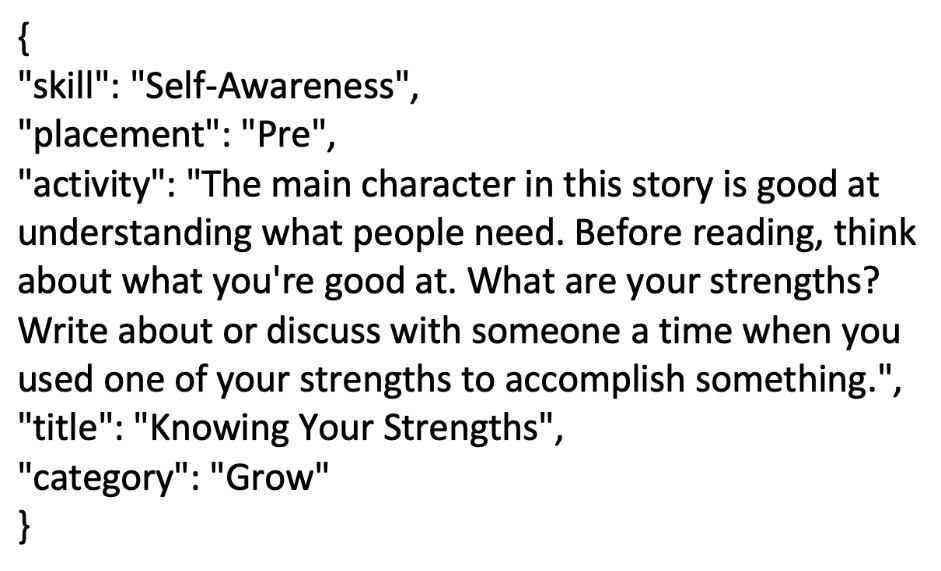 {
"skill": "Self-Awareness",
"placement": "Pre",
"activity": "The main character in this story is good at
understanding what people need. Before reading, think
about what you're good at. What are your strengths?
Write about or discuss with someone a time when you
used one of your strengths to accomplish something.",
"title": "Knowing Your Strengths",
"category": "Grow"
}